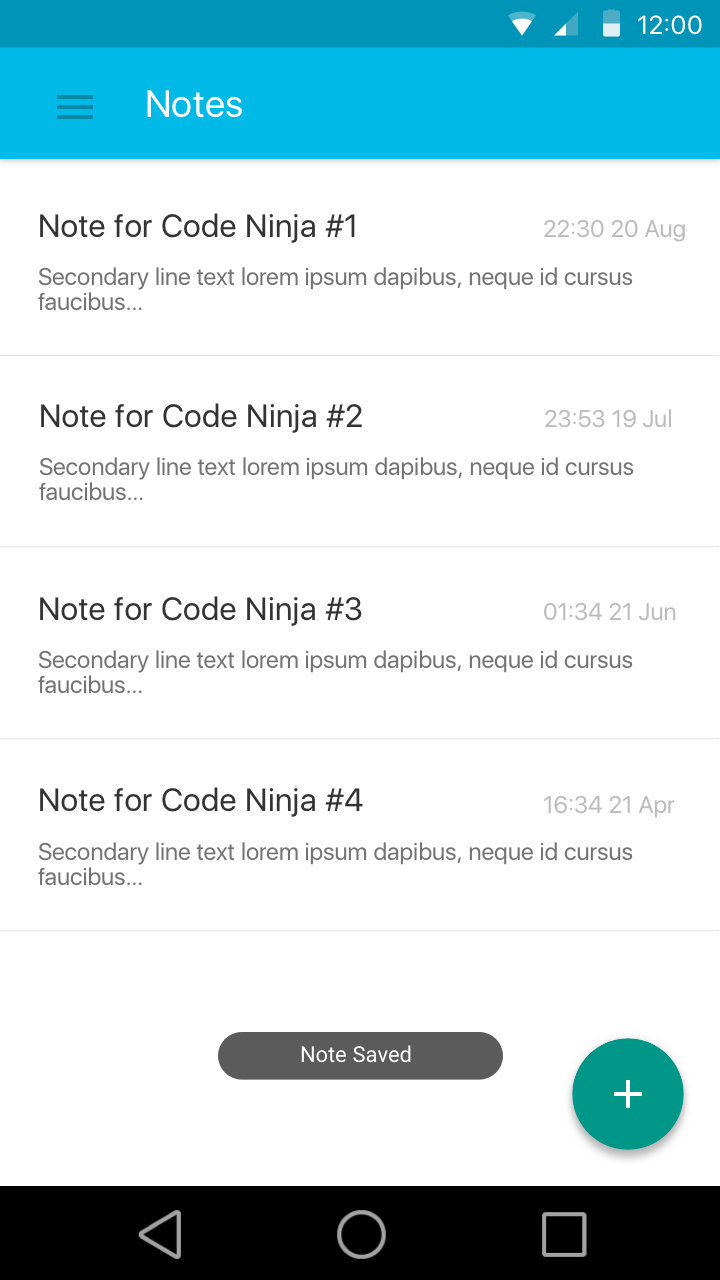 12:00
Notes
Note for Code Ninja #1
22:30 20 Aug
Secondary line text lorem ipsum dapibus, neque id cursus
faucibus...
Note for Code Ninja #2
23:53 19 Jul
Secondary line text lorem ipsum dapibus, neque id cursus
faucibus...
Note for Code Ninja #3
01:34 21 Jun
Secondary line text lorem ipsum dapibus, neque id cursus
faucibus...
Note for Code Ninja #4
16:34 21 Apr
Secondary line text lorem ipsum dapibus, neque id cursus
faucibus...
Note Saved